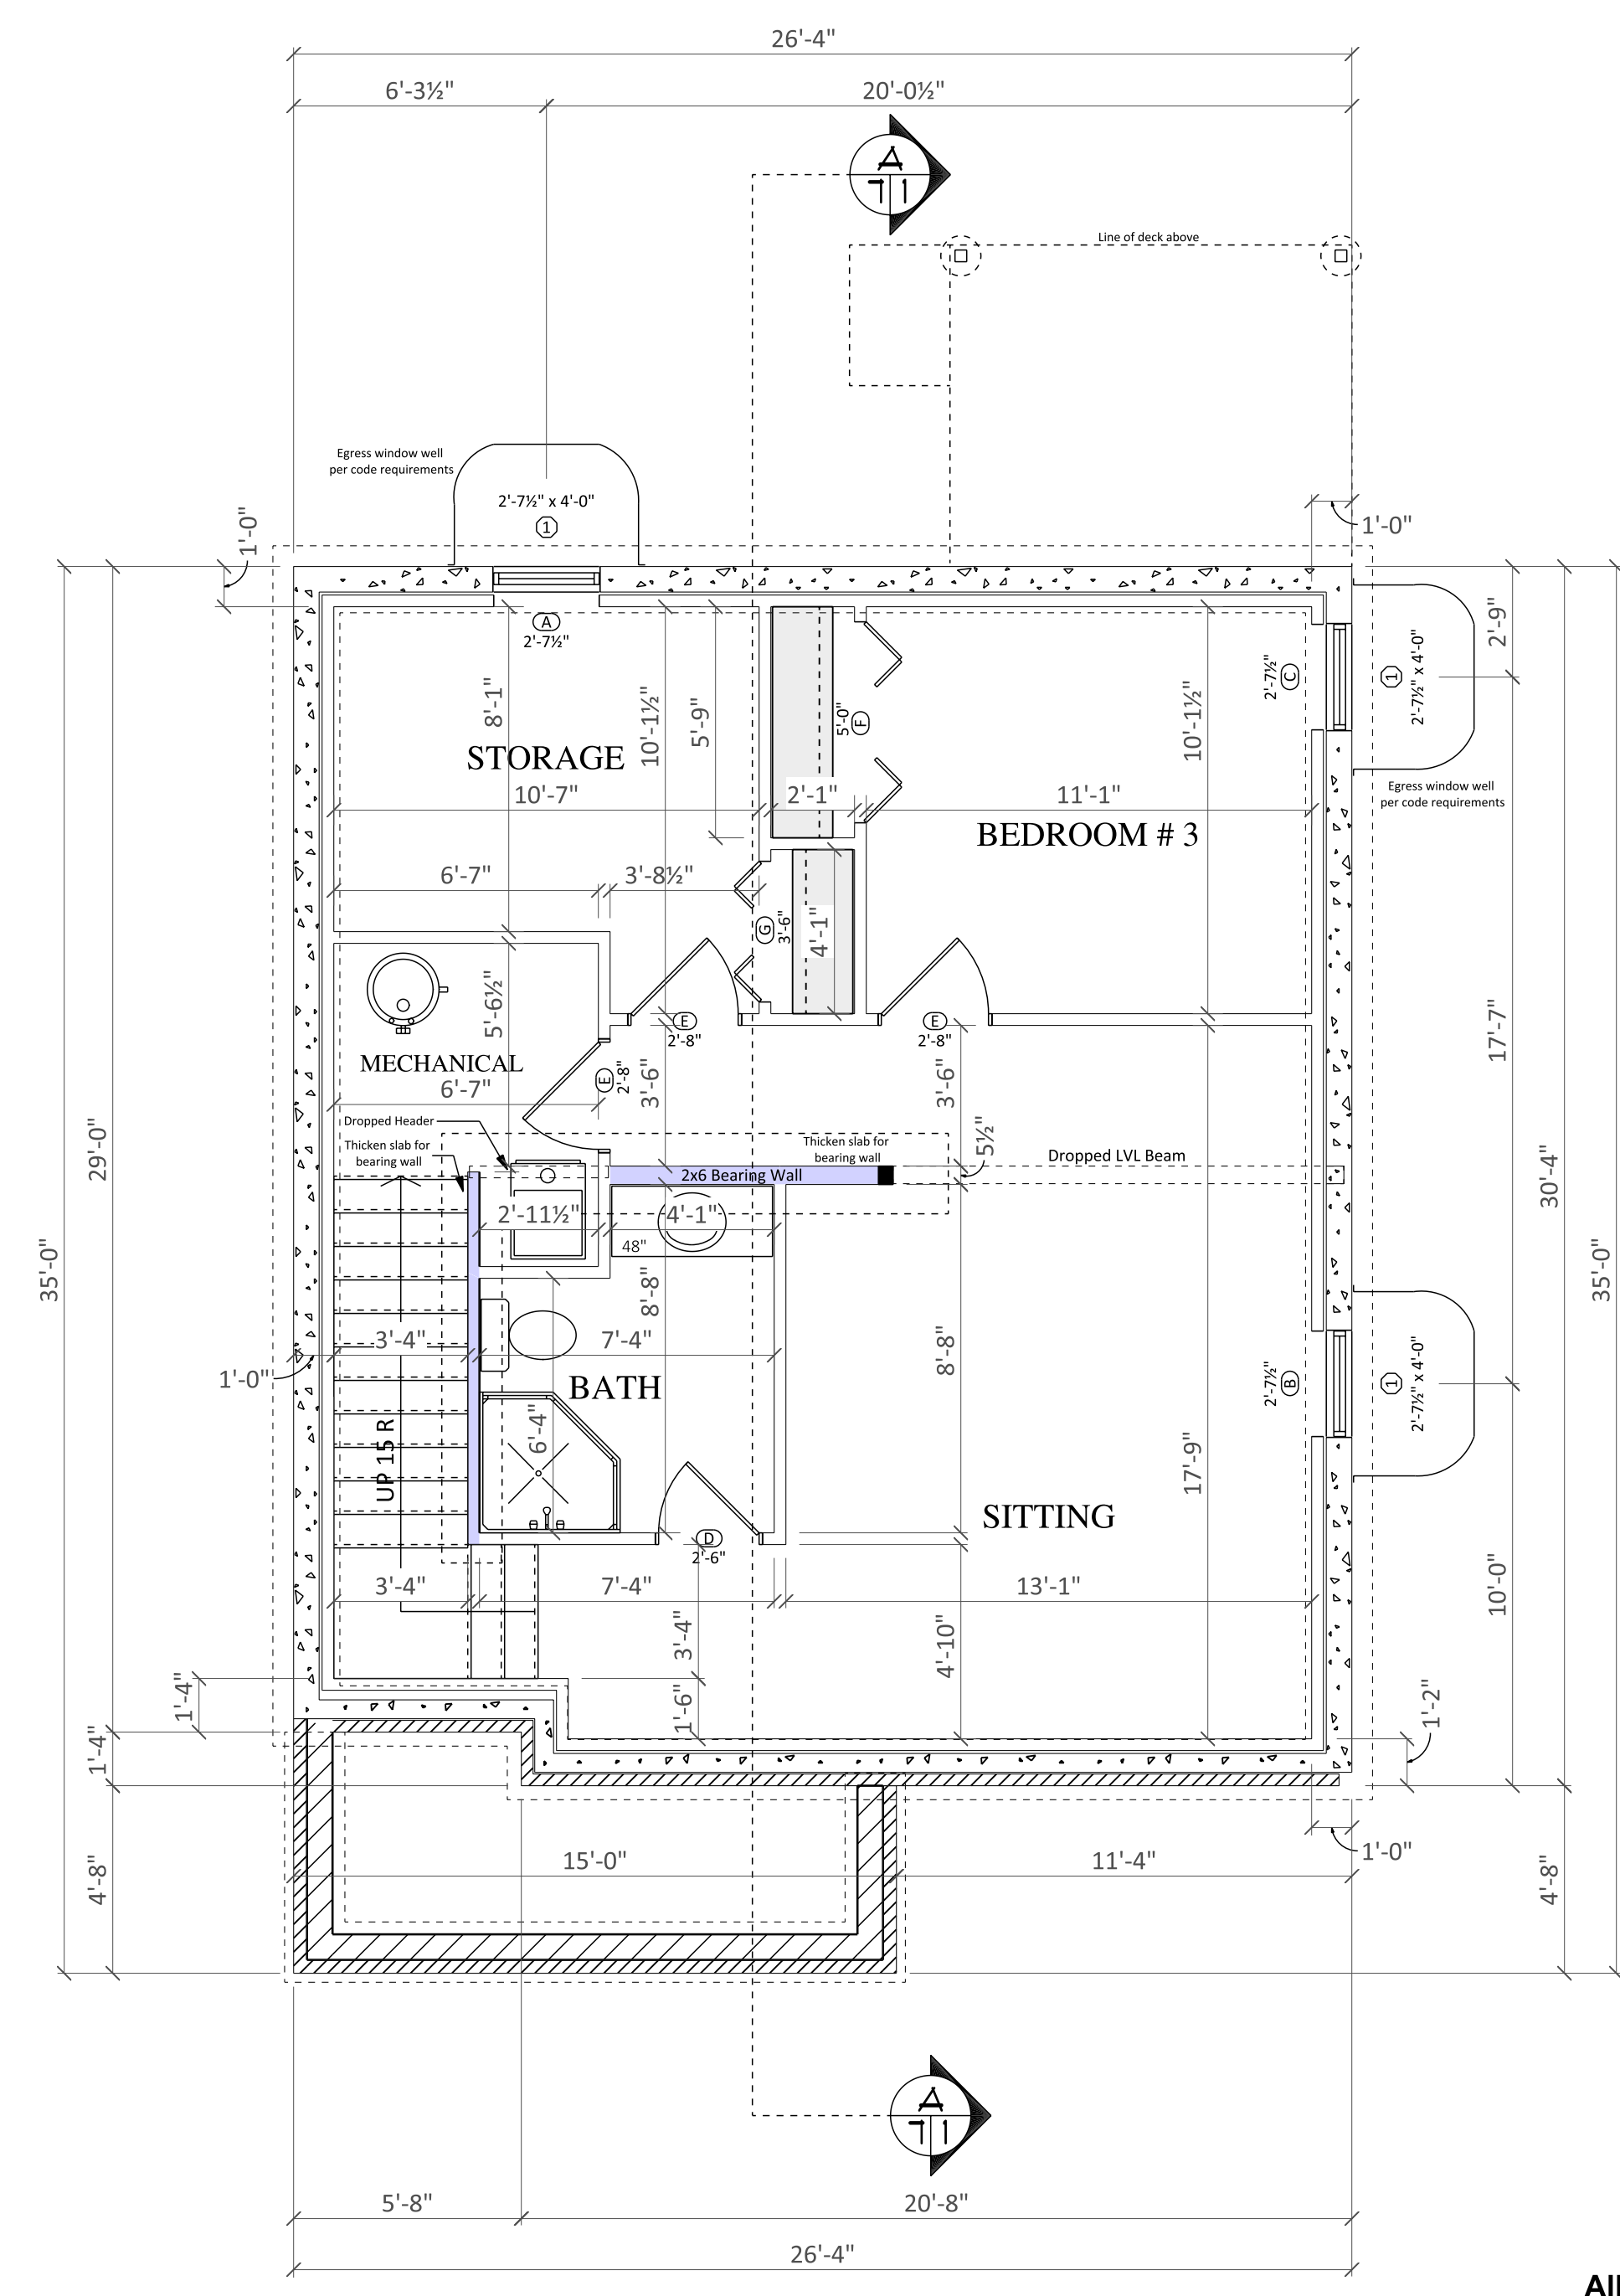 26'-4"
6'-3½"
20'-0½"
A
Line of deck above
Egress window well
per code requirements
2'-7½" x 4'-0"
1
1'-0"
1'-0"
A
2'-7½"
8'-1"
10'-1½"
5'-9"
5'-0"
F
10'-1½"
2'-7½"
C
1
2'-7½" x 4'-0"
2'-9"
STORAGE
10'-7"
2'-1"
11'-1"
BEDROOM # 3
Egress window well
per code requirements
6'-7"
3'-8½"
G
3'-6"
4'-1"
5'-6½"
E
2'-8"
E
2'-8"
17'-7"
MECHANICAL
6'-7"
E
2'-8"
3'-6"
3'-6"
Dropped Header
Thicken slab for
bearing wall
Thicken slab for
bearing wall
5½"
Dropped LVL Beam
2x6 Bearing Wall
29'-0"
30'-4"
35'-0"
35'-0"
2'-11½"
4'-1"
48"
8'-8"
8'-8"
3'-4"
7'-4"
1'-0"
BATH
2'-7½"
B
1
2'-7½" x 4'-0"
6'-4"
UP 15 R
17'-9"
SITTING
D
2'-6"
3'-4"
7'-4"
13'-1"
10'-0"
3'-4"
4'-10"
1'-6"
1'-4"
1'-4"
1'-2"
1'-0"
15'-0"
11'-4"
4'-8"
4'-8"
A
5'-8"
20'-8"
26'-4"
All